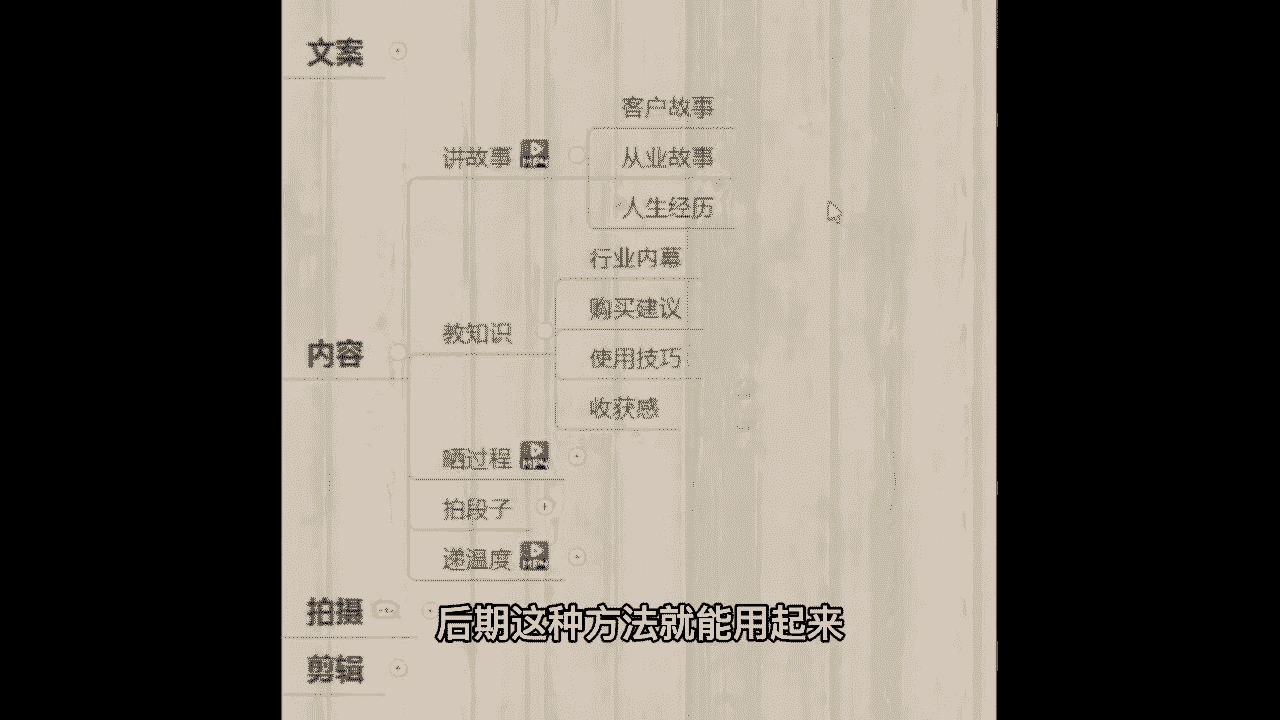 文案
客户故事
讲故事
从业故事
人生经历
行业内幕
购买建议
教知识
内容
使用技巧
收获感
晒过程
拍段子
递温度
拍摄
后期这种方法就能用起来
剪辑